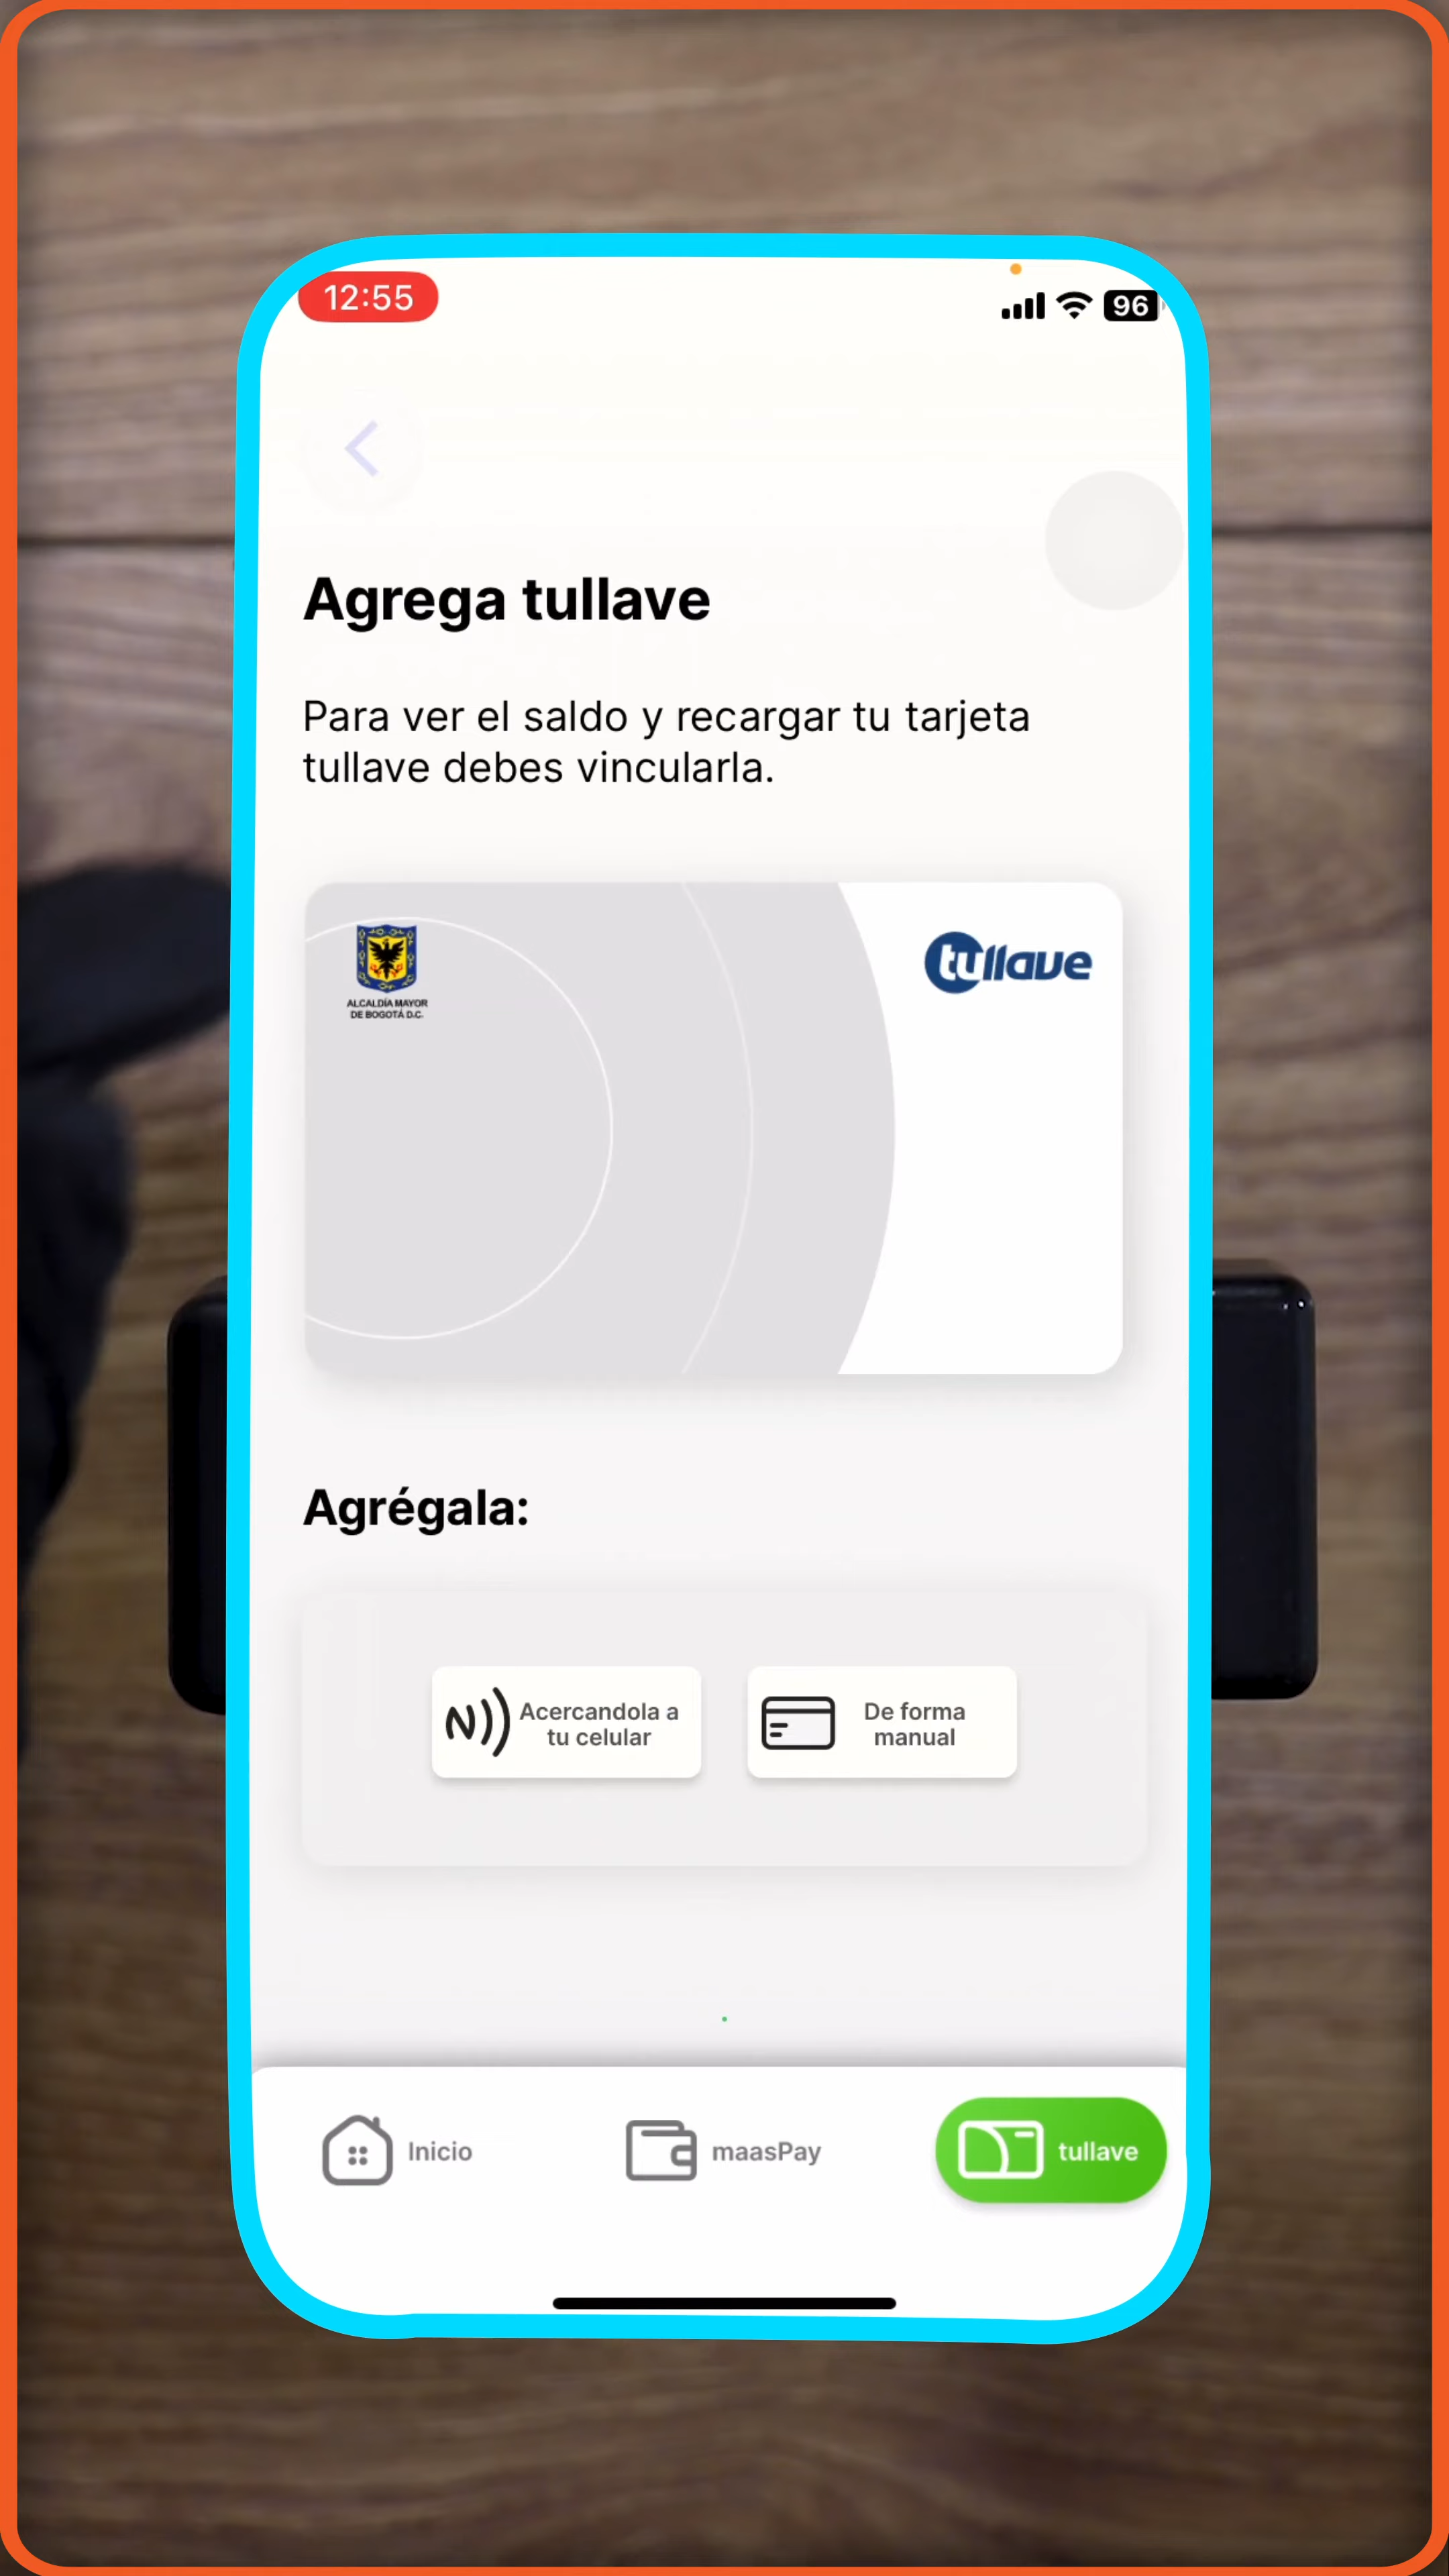 12:55
96
Agrega tullave
Para ver el saldo y recargar tu tarjeta
tullave debes vincularla.
tullave
ALCALDÍA MAYOR
DE BOGOTÁ D.C.
Agrégala:
Acercandola a
tu celular
De forma
manual
Inicio
maasPay
tullave